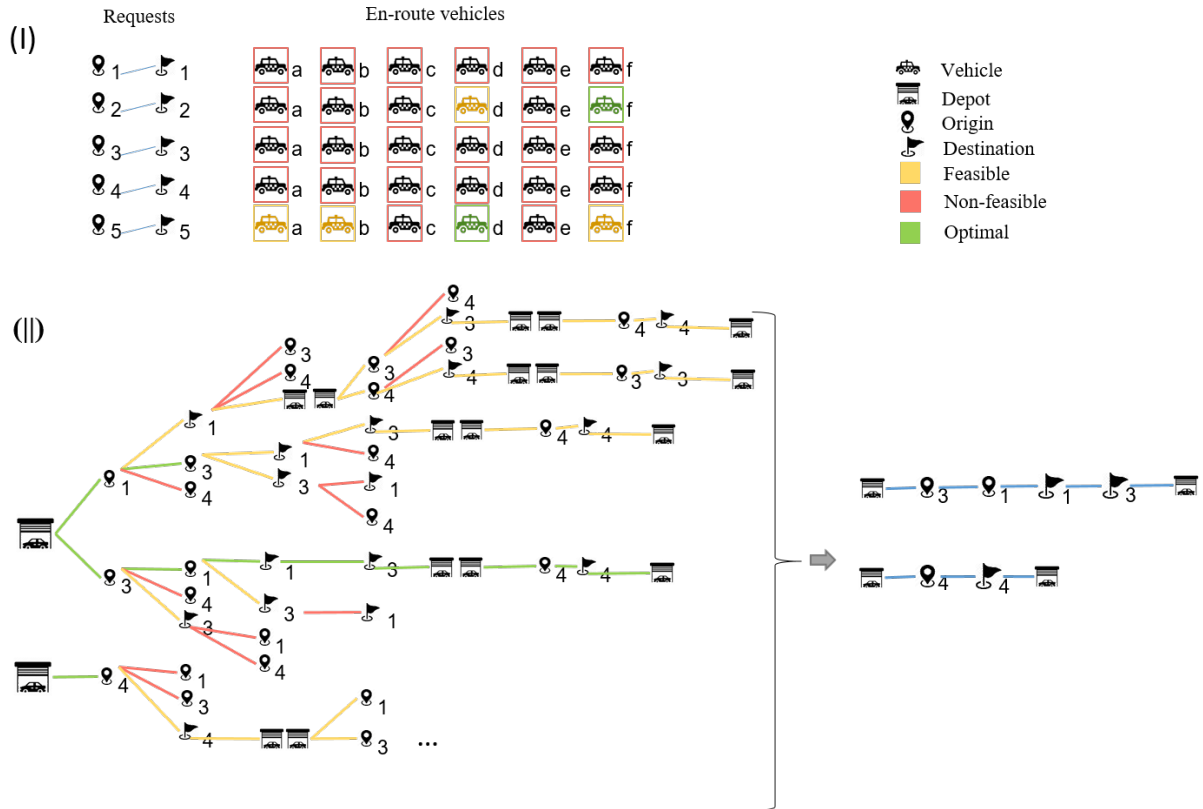 Requests En-route vehicles
(I)
1 1 a b c d e f
2 2 a b c d e f
3 3 a b c d e f
4 4 a b c d e f
5 5 a b c d e f
Vehicle
Depot
Origin
Destination
Feasible
Non-feasible
Optimal
(II)
4
3 4 4
3 3 3
4 4 4 3 3
1
1 3 4 4
1 3 4
4 3 1
4
3 1 1 3 4 4
4 3 1
3 1
4
4 1
3 1
4 3 ...
3 1 1 3
4 4